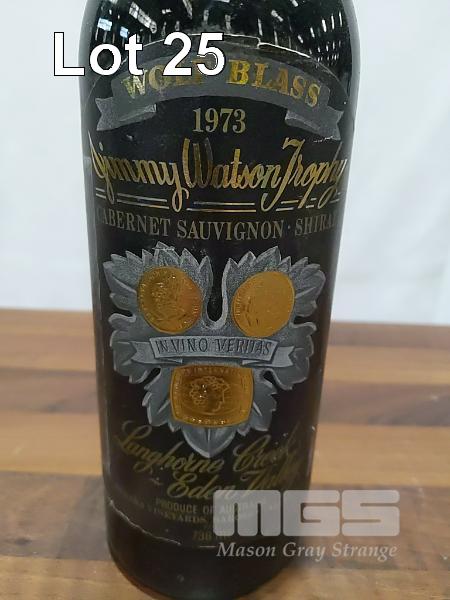 Lot 25
WOLF BLASS
1973
Jimmy Watson Trophy
CABERNET SAUVIGNON · SHIRAZ
IN VINO VERITAS
Langhorne Creek
Eden Valley
PRODUCE OF AUSTRALIA
VINEYARDS,
MGS
Mason Gray Strange